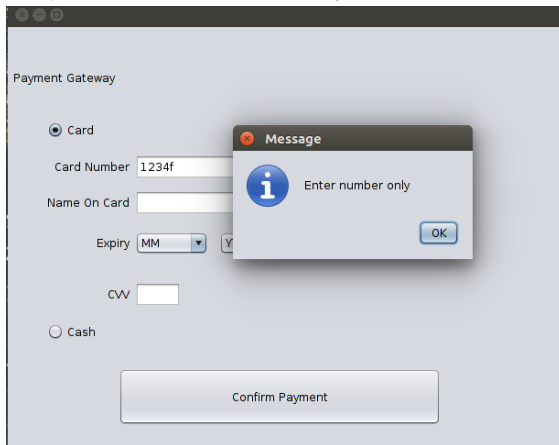 Payment Gateway
Card
Message
Card Number 1234f
Enter number only
Name On Card
OK
Expiry MM Y
CVV
Cash
Confirm Payment